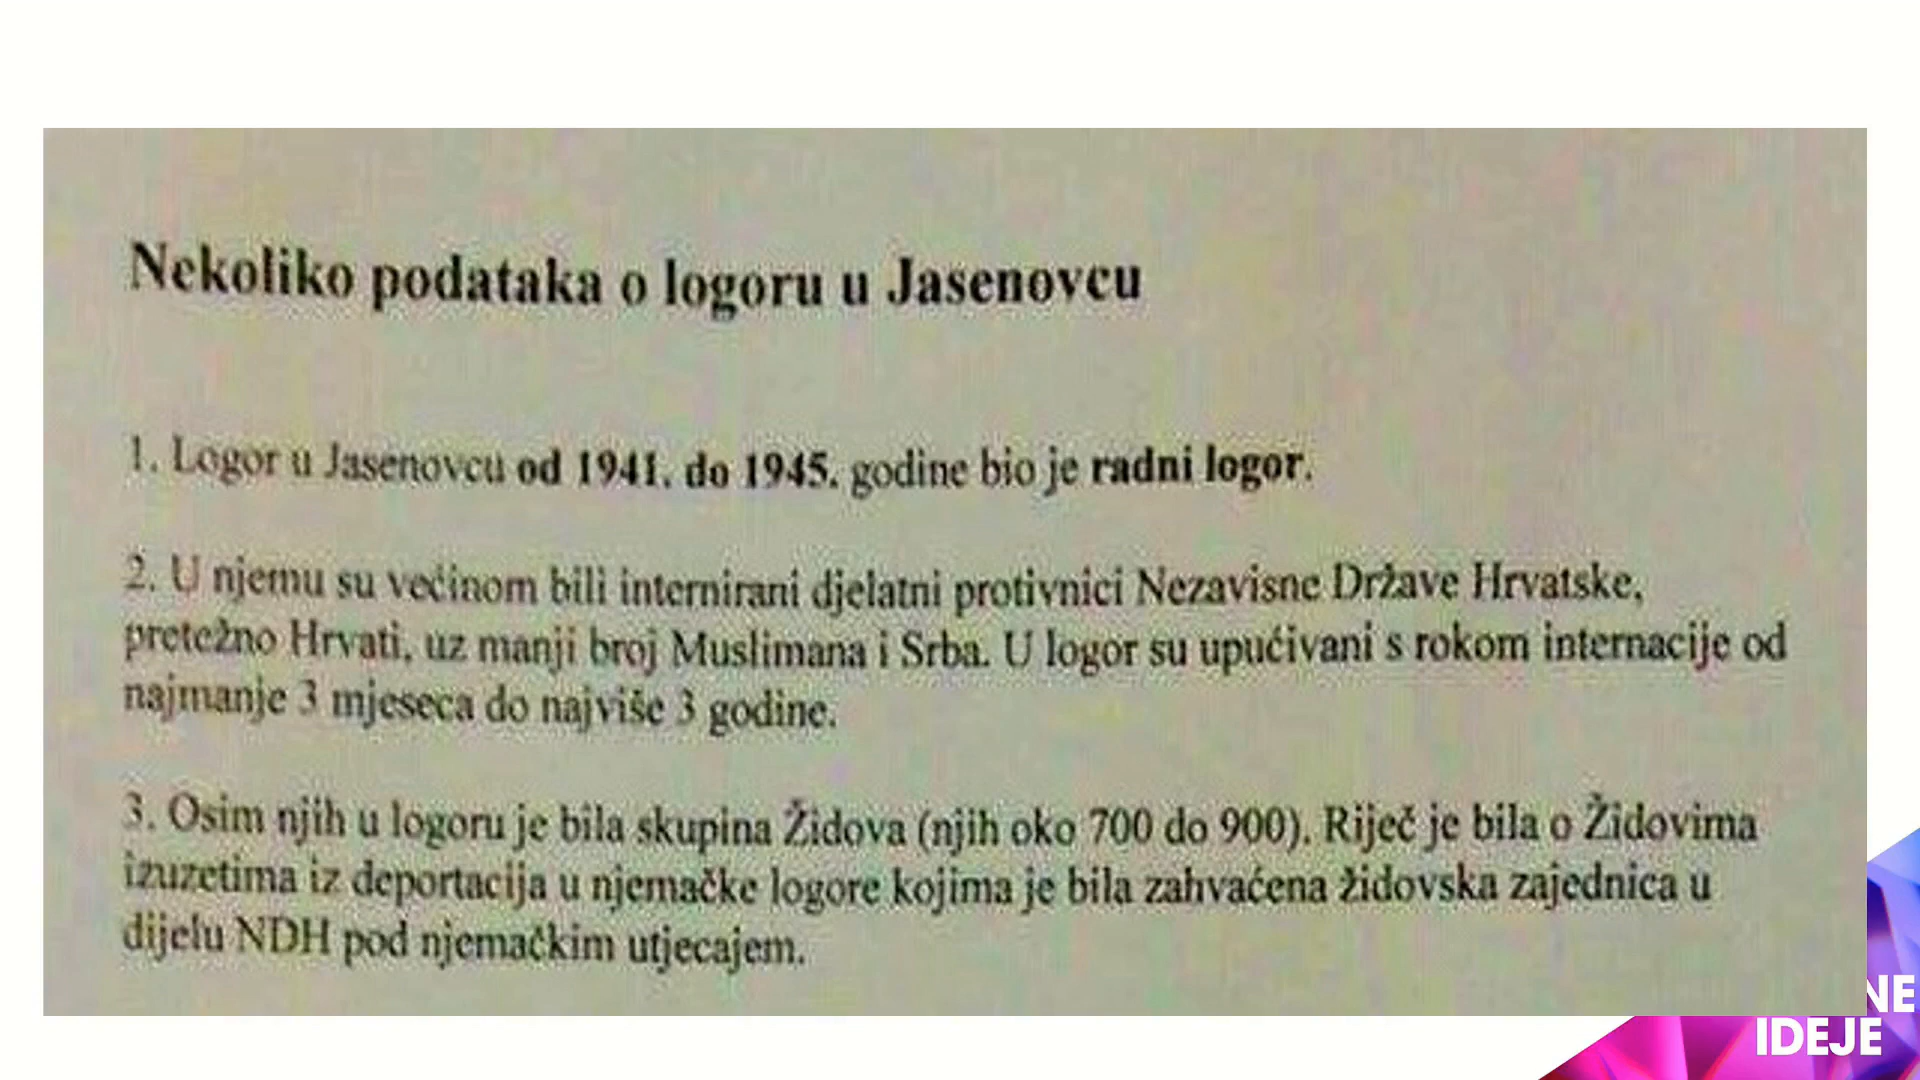 Nekoliko podataka o logoru u Jasenovcu
1. Logor u Jasenovcu od 1941. do 1945. godine bio je radni logor.
2. U njemu su većinom bili internirani djelatni protivnici Nezavisne Države Hrvatske,
pretežno Hrvati, uz manji broj Muslimana i Srba. U logor su upućivani s rokom internacije od
najmanje 3 mjeseca do najviše 3 godine.
3. Osim njih u logoru je bila skupina Židova (njih oko 700 do 900). Riječ je bila o Židovima
izuzetima iz deportacija u njemačke logore kojima je bila zahvaćena židovska zajednica u
dijelu NDH pod njemačkim utjecajem.
NE
IDEJE